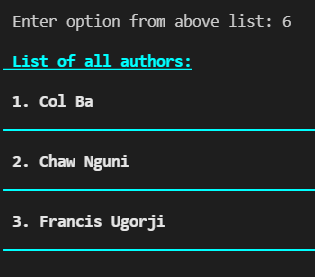 Enter option from above list: 6
List of all authors:
1. Col Ba
2. Chaw Nguni
3. Francis Ugorji